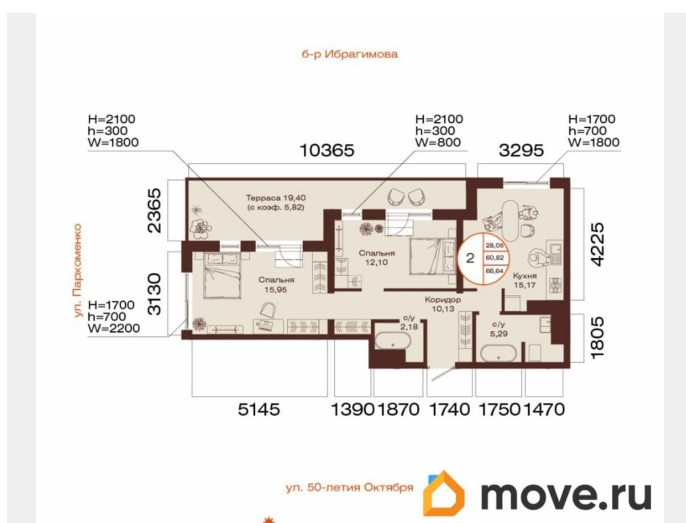 б-р Ибрагимова
H=2100
h=300
W=1800
10365
H=2100
h=300
W=800
3295
H=1700
h=700
W=1800
2365
Терраса 19,40
(с коэф. 5,82)
ул. Пархоменко
3130
Спальня
15,95
Спальня
12,10
2
28,05
60,82
66,64
Кухня
15,17
4225
H=1700
h=700
W=2200
Коридор
10,13
с/у
2,18
с/у
5,29
1805
5145
1390
1870
1740
1750
1470
ул. 50-летия Октября
move.ru